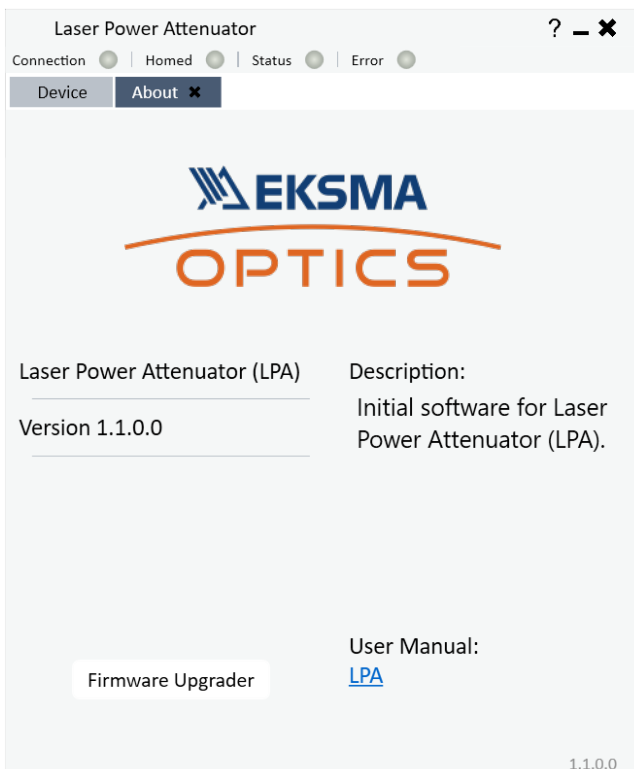 Laser Power Attenuator ? – ✖
Connection | Homed | Status | Error
Device About ✖
EKSMA
OPTICS
Laser Power Attenuator (LPA)
Version 1.1.0.0
Description:
Initial software for Laser
Power Attenuator (LPA).
Firmware Upgrader
User Manual:
LPA
1.1.0.0